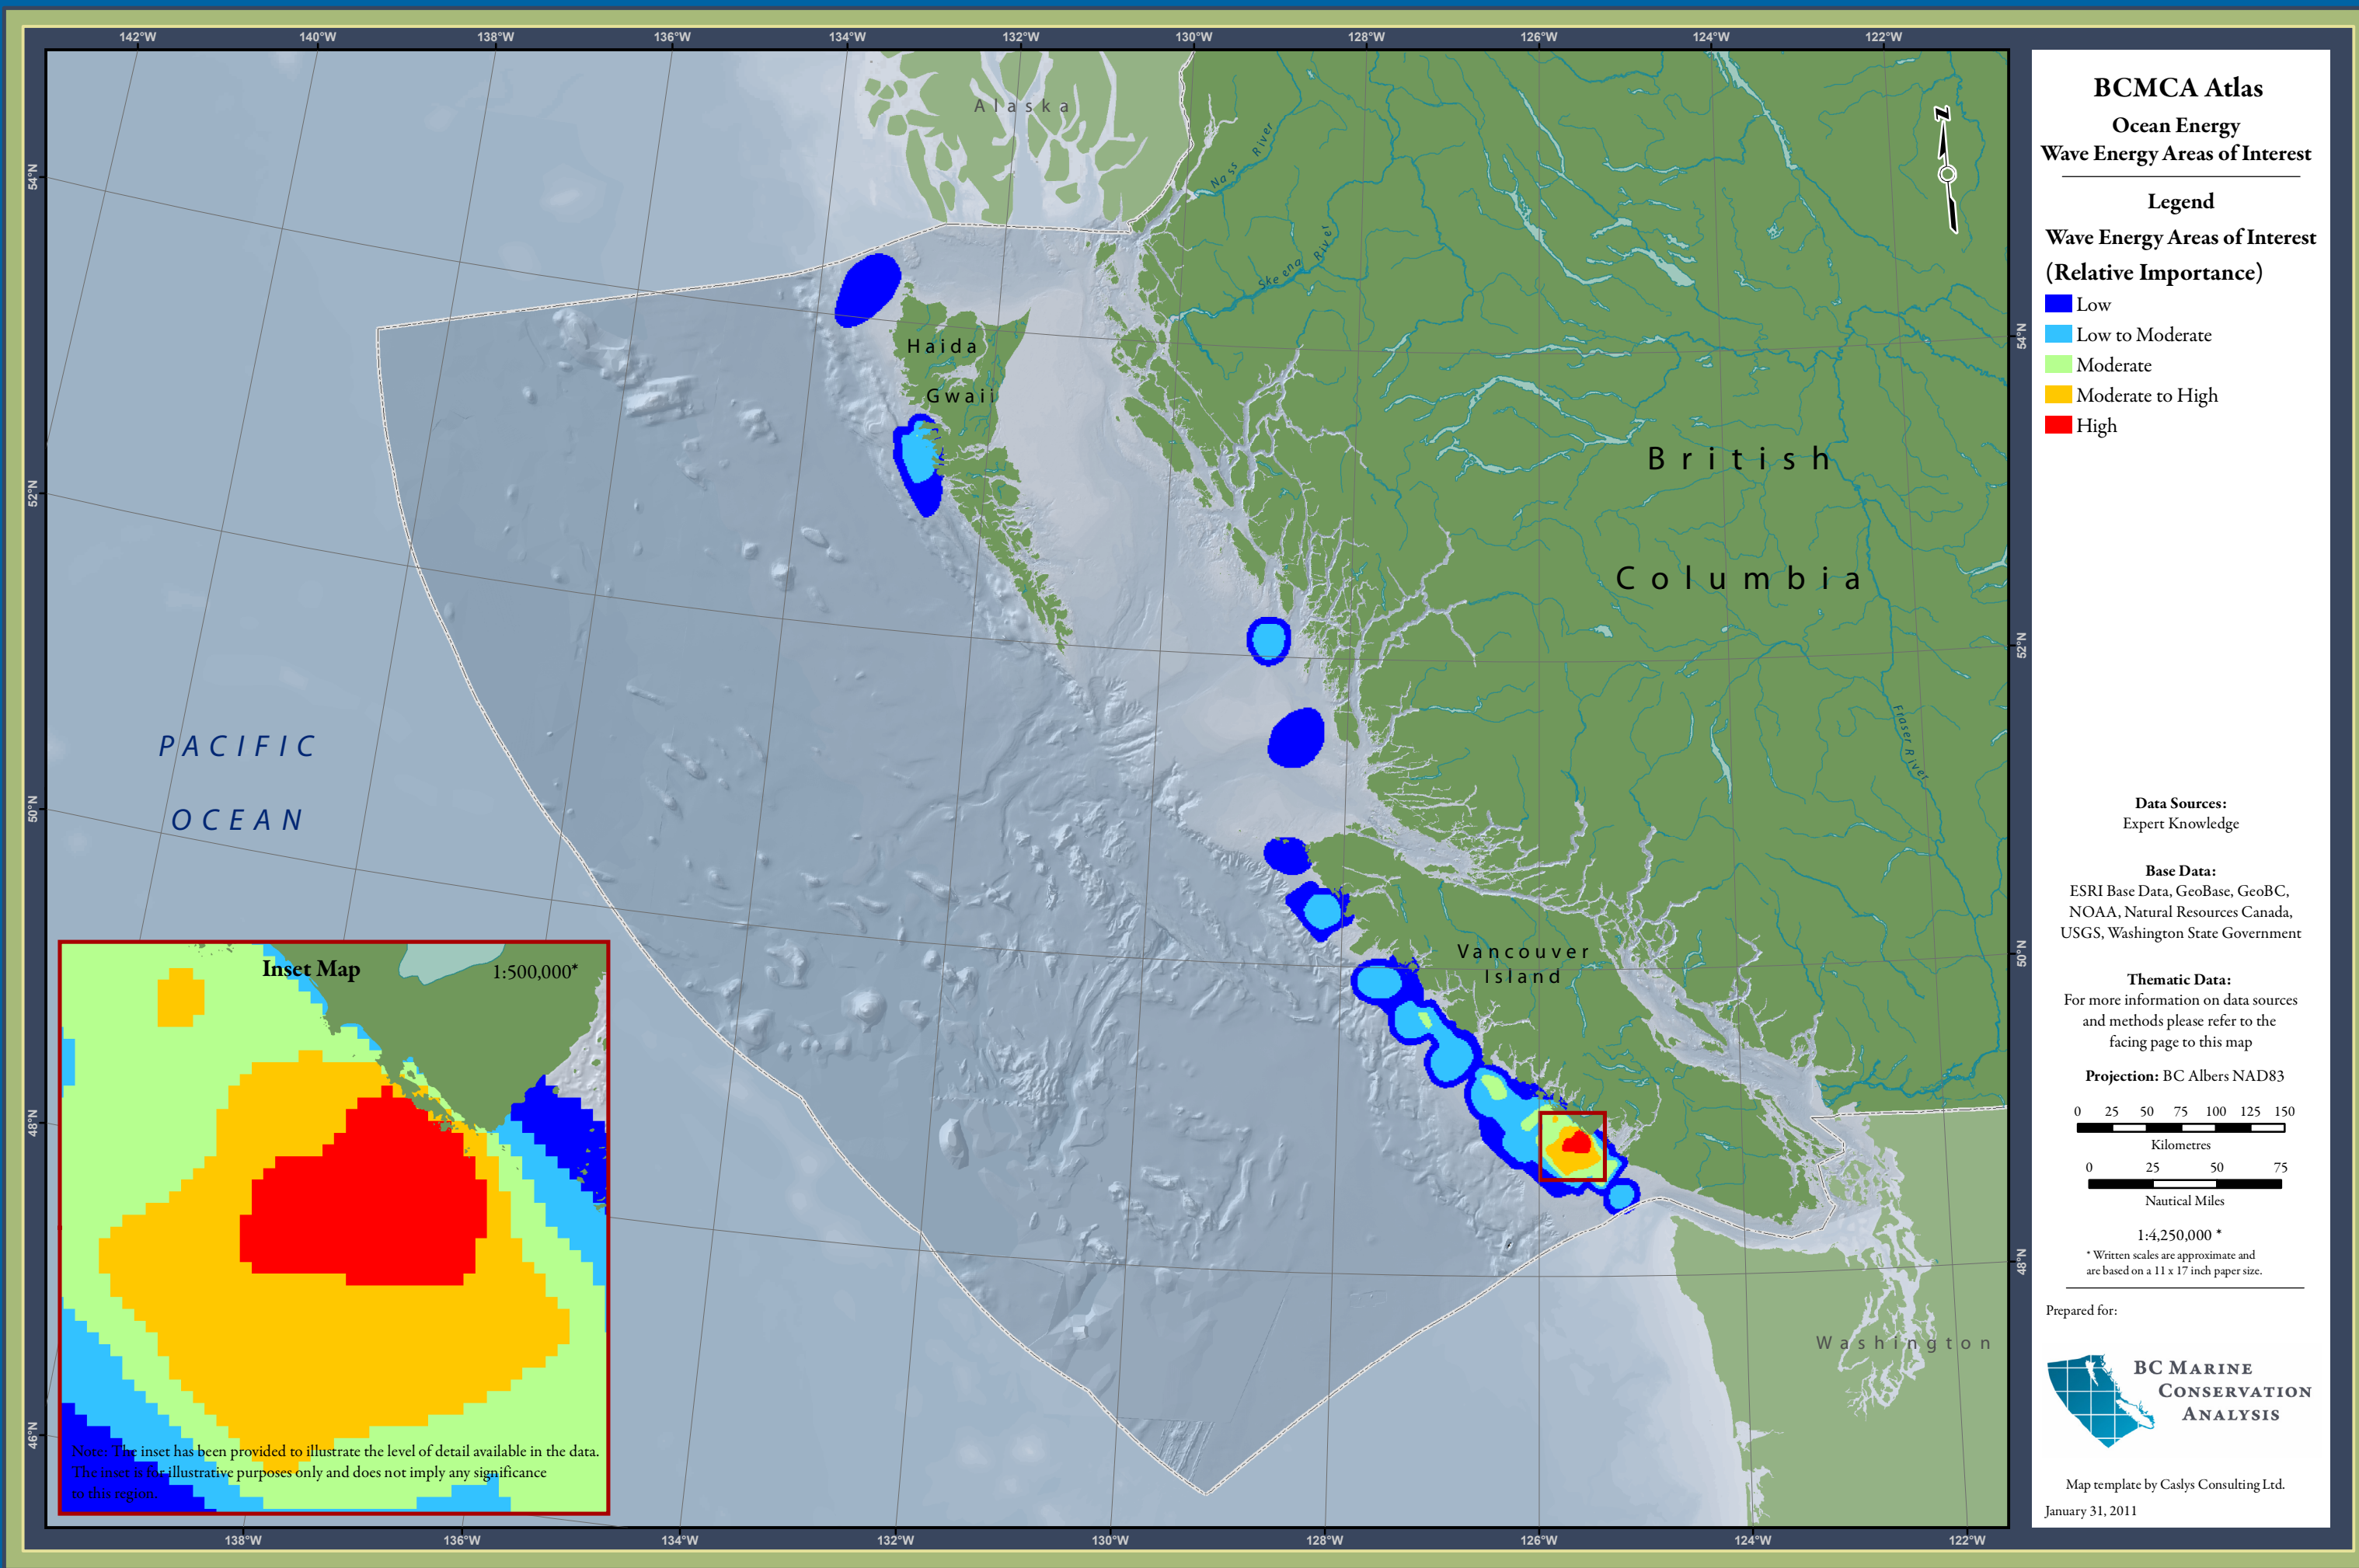 142°W 140°W 138°W 136°W 134°W 132°W 130°W 128°W 126°W 124°W 122°W
54°N
52°N
50°N
48°N
46°N
54°N
52°N
50°N
48°N
138°W 136°W 134°W 132°W 130°W 128°W 126°W 124°W 122°W
Alaska
Nass River
Skeena River
Haida
Gwaii
British
Columbia
Fraser River
PACIFIC
OCEAN
Vancouver
Island
Washington
Inset Map 1:500,000*
Note: The inset has been provided to illustrate the level of detail available in the data.
The inset is for illustrative purposes only and does not imply any significance
to this region.
N
BCMCA Atlas
Ocean Energy
Wave Energy Areas of Interest
Legend
Wave Energy Areas of Interest
(Relative Importance)
Low
Low to Moderate
Moderate
Moderate to High
High
Data Sources:
Expert Knowledge
Base Data:
ESRI Base Data, GeoBase, GeoBC,
NOAA, Natural Resources Canada,
USGS, Washington State Government
Thematic Data:
For more information on data sources
and methods please refer to the
facing page to this map
Projection: BC Albers NAD83
0 25 50 75 100 125 150
Kilometres
0 25 50 75
Nautical Miles
1:4,250,000 *
* Written scales are approximate and
are based on a 11 x 17 inch paper size.
Prepared for:
BC MARINE
CONSERVATION
ANALYSIS
Map template by Caslys Consulting Ltd.
January 31, 2011